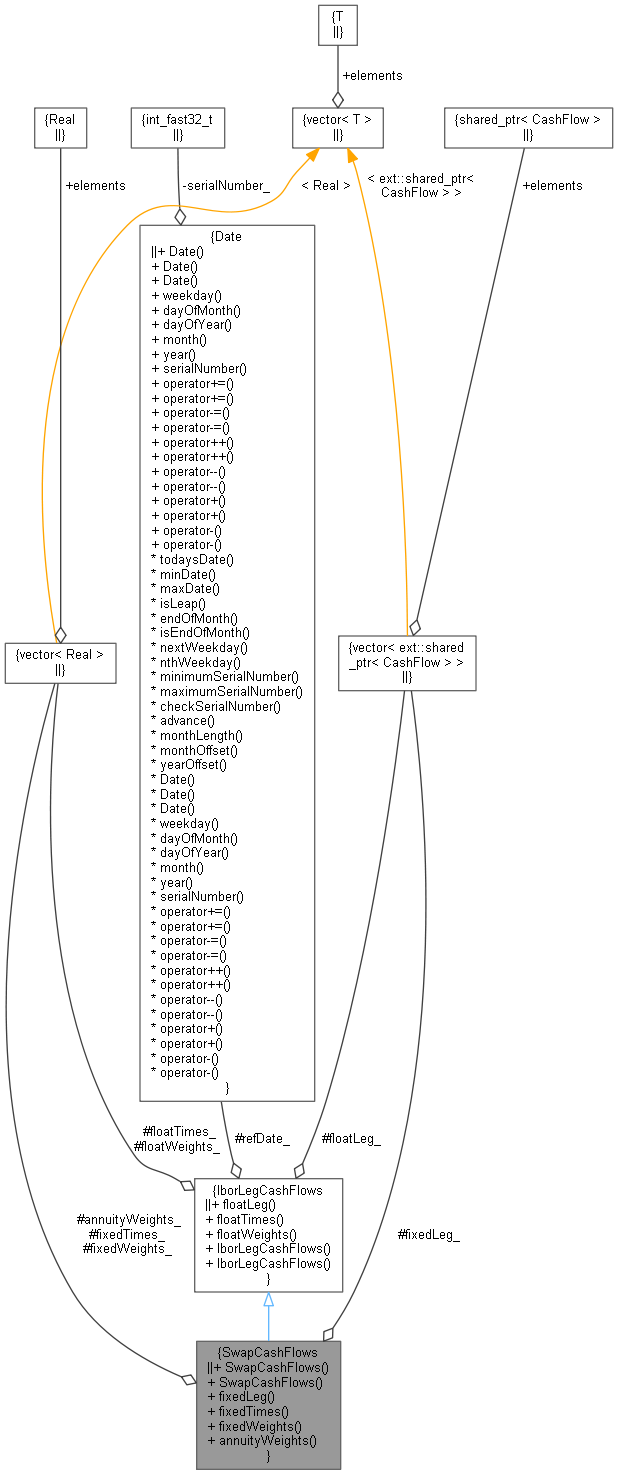 {T
||}
+elements
{Real
||}
{int_fast32_t
||}
{vector< T >
||}
{shared_ptr< CashFlow >
||}
+elements
-serialNumber_
< Real >
< ext::shared_ptr<
CashFlow > >
+elements
{Date
||+ Date()
+ Date()
+ Date()
+ weekday()
+ dayOfMonth()
+ dayOfYear()
+ month()
+ year()
+ serialNumber()
+ operator+=()
+ operator+=()
+ operator-=()
+ operator-=()
+ operator++()
+ operator++()
+ operator--()
+ operator--()
+ operator+()
+ operator+()
+ operator-()
+ operator-()
* todaysDate()
* minDate()
* maxDate()
* isLeap()
* endOfMonth()
* isEndOfMonth()
* nextWeekday()
* nthWeekday()
* minimumSerialNumber()
* maximumSerialNumber()
* checkSerialNumber()
* advance()
* monthLength()
* monthOffset()
* yearOffset()
* Date()
* Date()
* Date()
* weekday()
* dayOfMonth()
* dayOfYear()
* month()
* year()
* serialNumber()
* operator+=()
* operator+=()
* operator-=()
* operator-=()
* operator++()
* operator++()
* operator--()
* operator--()
* operator+()
* operator+()
* operator-()
* operator-()
}
{vector< Real >
||}
{vector< ext::shared
_ptr< CashFlow > >
||}
#floatTimes_
#floatWeights_
#refDate_
#floatLeg_
{IborLegCashFlows
||+ floatLeg()
+ floatTimes()
+ floatWeights()
+ IborLegCashFlows()
+ IborLegCashFlows()
}
#annuityWeights_
#fixedTimes_
#fixedWeights_
#fixedLeg_
{SwapCashFlows
||+ SwapCashFlows()
+ SwapCashFlows()
+ fixedLeg()
+ fixedTimes()
+ fixedWeights()
+ annuityWeights()
}